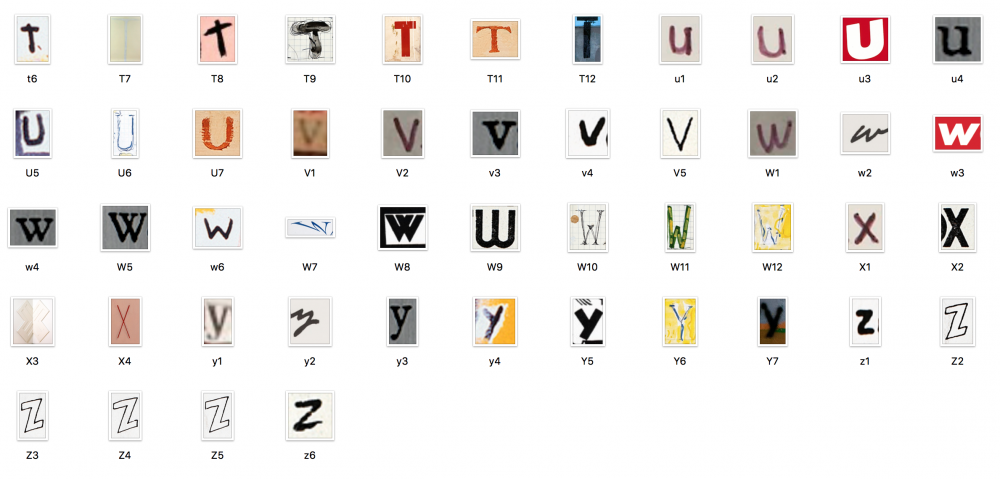 t T T T T T T u u u u
t6 T7 T8 T9 T10 T11 T12 u1 u2 u3 u4
U U U V V v v V W w w
U5 U6 U7 V1 V2 v3 v4 V5 W1 w2 w3
w W w W W W W W W X X
w4 W5 w6 W7 W8 W9 W10 W11 W12 X1 X2
X X y y y y Y Y Y z Z
X3 X4 y1 y2 y3 y4 Y5 Y6 Y7 z1 Z2
Z Z Z z
Z3 Z4 Z5 z6